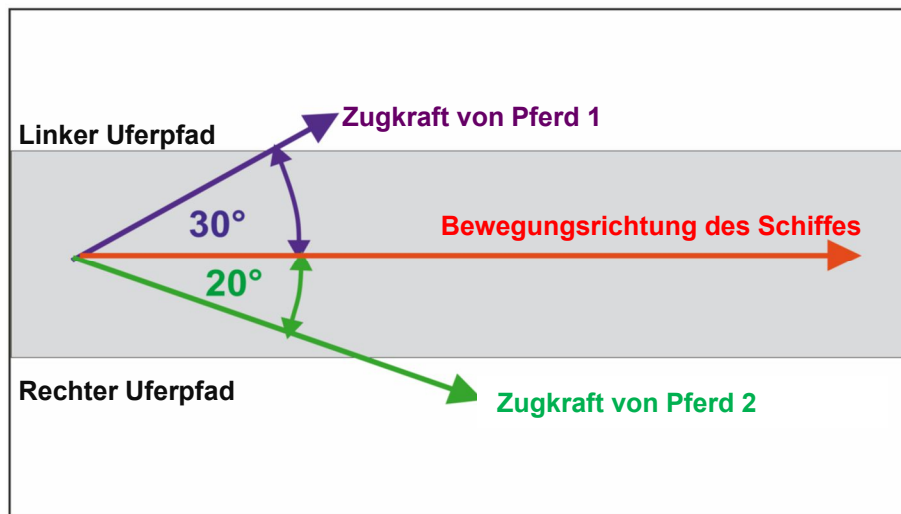 Zugkraft von Pferd 1
Linker Uferpfad
30°
Bewegungsrichtung des Schiffes
20°
Rechter Uferpfad
Zugkraft von Pferd 2